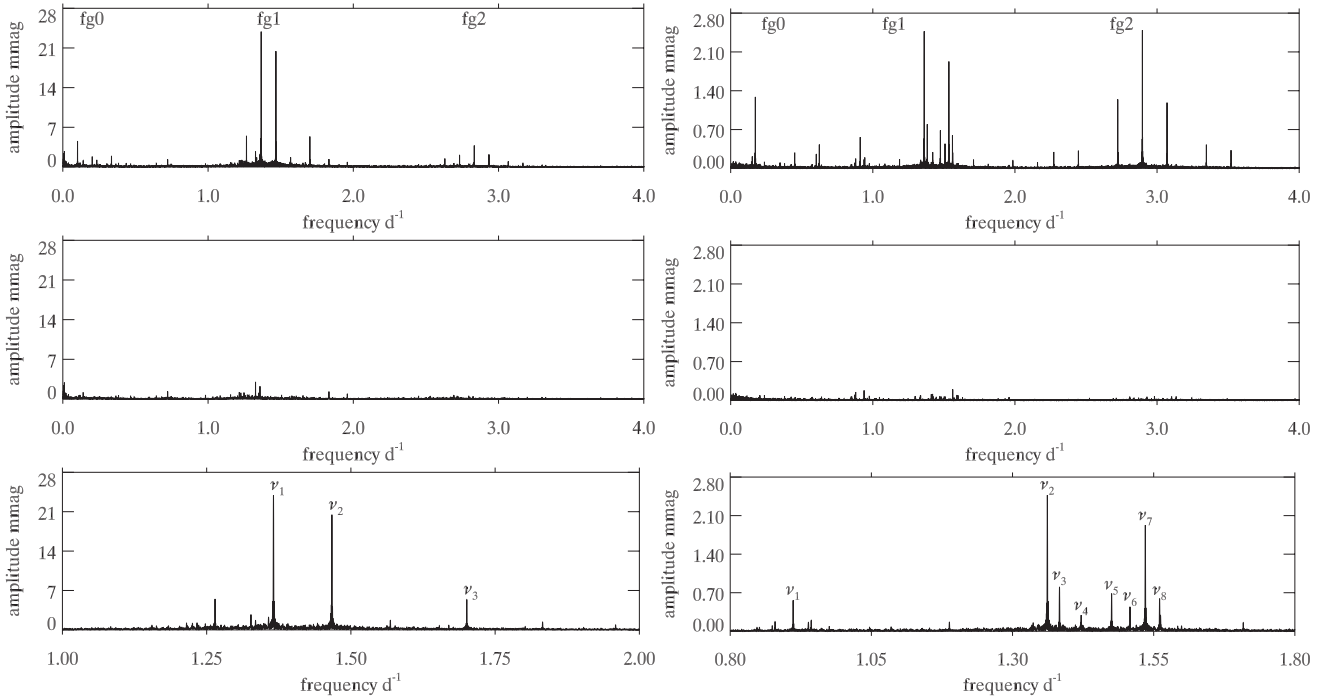 28 fg0 fg1 fg2
21
14
7
0
amplitude mmag
0.0 1.0 2.0 3.0 4.0
frequency d-1
2.80 fg0 fg1 fg2
2.10
1.40
0.70
0.00
amplitude mmag
0.0 1.0 2.0 3.0 4.0
frequency d-1
28
21
14
7
0
amplitude mmag
0.0 1.0 2.0 3.0 4.0
frequency d-1
2.80
2.10
1.40
0.70
0.00
amplitude mmag
0.0 1.0 2.0 3.0 4.0
frequency d-1
28
21
14
7
0
amplitude mmag
ν1
ν2
ν3
1.00 1.25 1.50 1.75 2.00
frequency d-1
2.80
2.10
1.40
0.70
0.00
amplitude mmag
ν1
ν2
ν3
ν4
ν5
ν6
ν7
ν8
0.80 1.05 1.30 1.55 1.80
frequency d-1